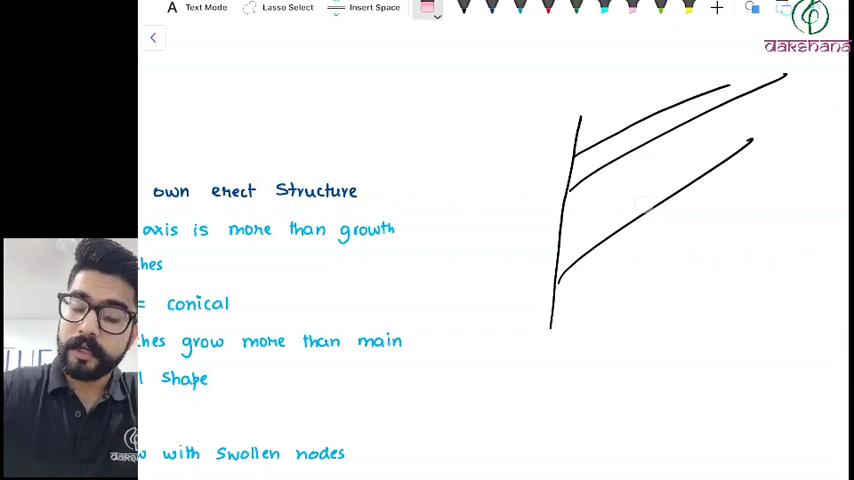 Text Mode
Lasso Select
Insert Space
dakshana
own erect Structure
axis is more than growth
hes
= conical
hes grow more than main
l shape
w with swollen nodes